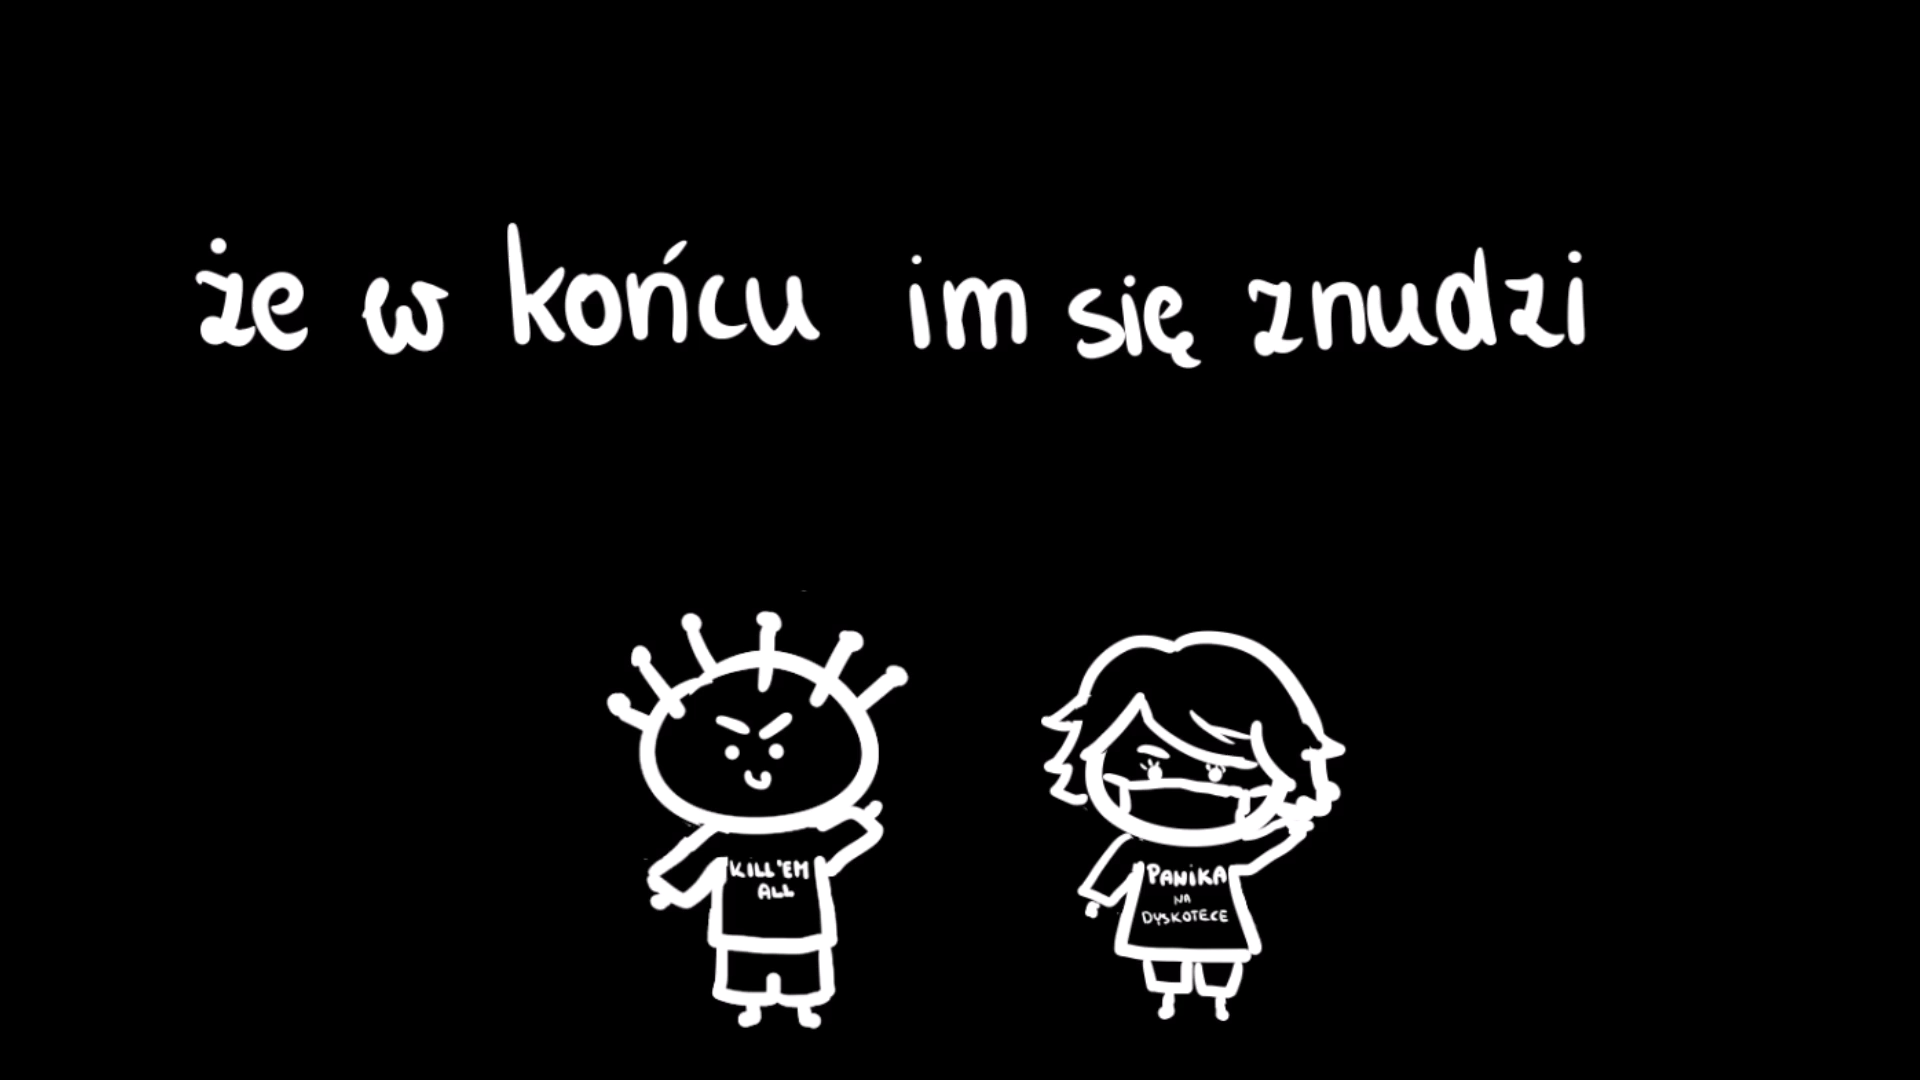 że w końcu im się znudzi
KILL'EM
ALL
PANiKA
NA
DYSKOTECE